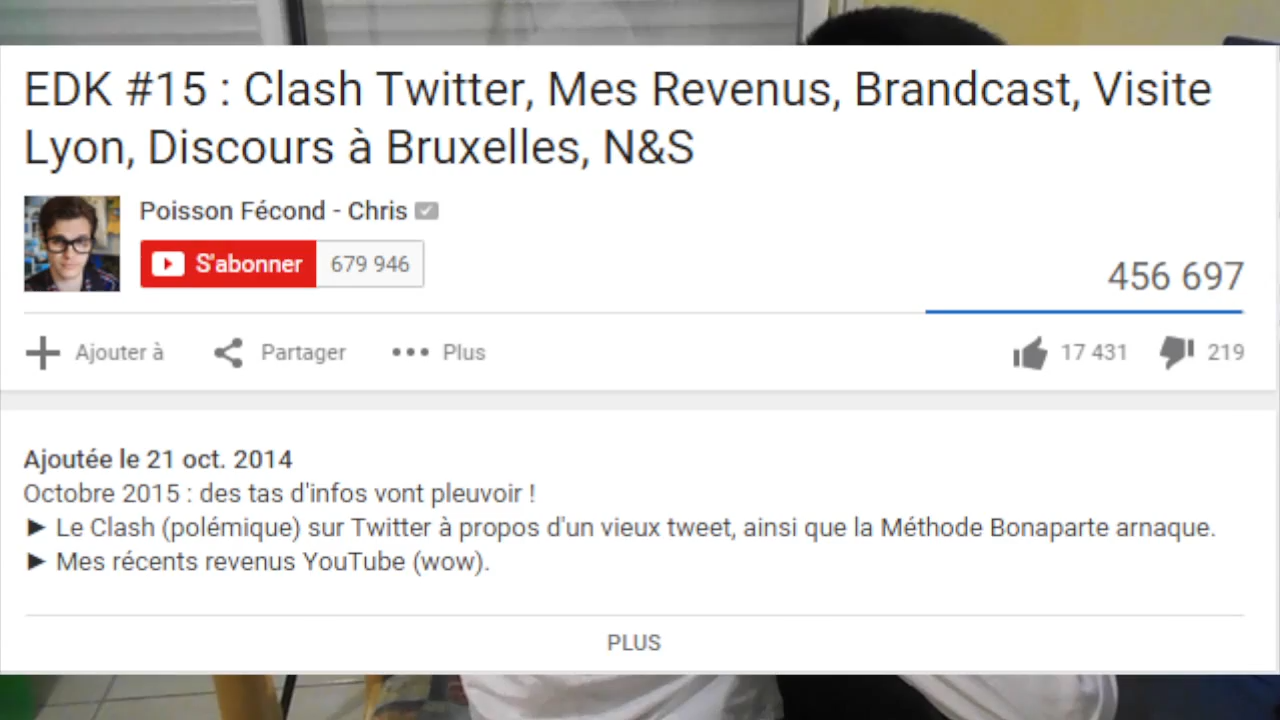 EDK #15 : Clash Twitter, Mes Revenus, Brandcast, Visite
Lyon, Discours à Bruxelles, N&S
Poisson Fécond - Chris
S'abonner 679 946
456 697
Ajouter à Partager Plus 17 431 219
Ajoutée le 21 oct. 2014
Octobre 2015 : des tas d'infos vont pleuvoir !
► Le Clash (polémique) sur Twitter à propos d'un vieux tweet, ainsi que la Méthode Bonaparte arnaque.
► Mes récents revenus YouTube (wow).
PLUS